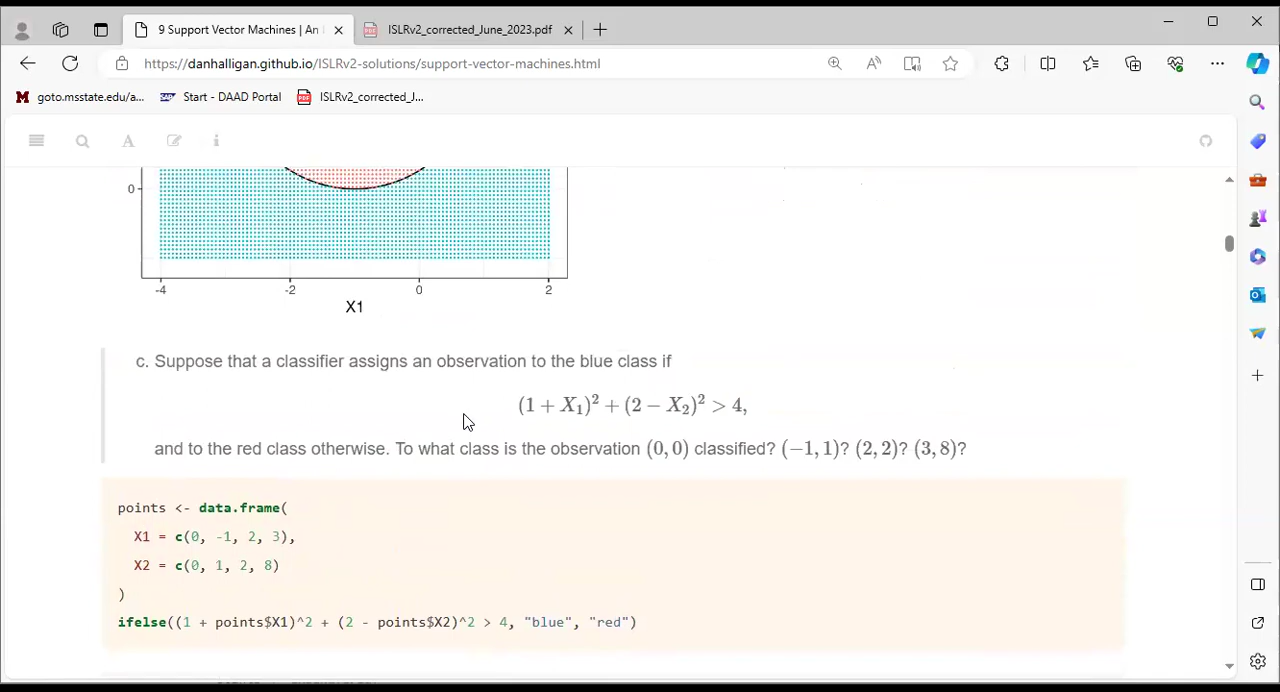 9 Support Vector Machines | An I
ISLRv2_corrected_June_2023.pdf
https://danhalligan.github.io/ISLRv2-solutions/support-vector-machines.html
M goto.msstate.edu/a...
Start - DAAD Portal
ISLRv2_corrected_J...
0
-4 -2 0 2
X1
c. Suppose that a classifier assigns an observation to the blue class if
(1 + X₁)² + (2 − X₂)² > 4,
and to the red class otherwise. To what class is the observation (0, 0) classified? (−1, 1)? (2, 2)? (3, 8)?
points <- data.frame(
X1 = c(0, -1, 2, 3),
X2 = c(0, 1, 2, 8)
)
ifelse((1 + points$X1)^2 + (2 - points$X2)^2 > 4, "blue", "red")